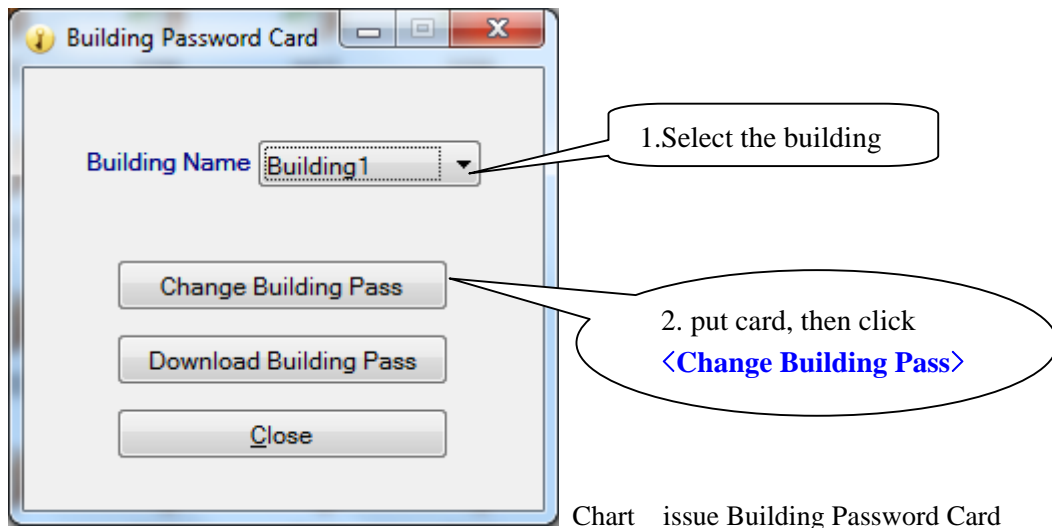 Building Password Card
1.Select the building
Building Name Building1
Change Building Pass
2. put card, then click
<Change Building Pass>
Download Building Pass
Close
Chart issue Building Password Card